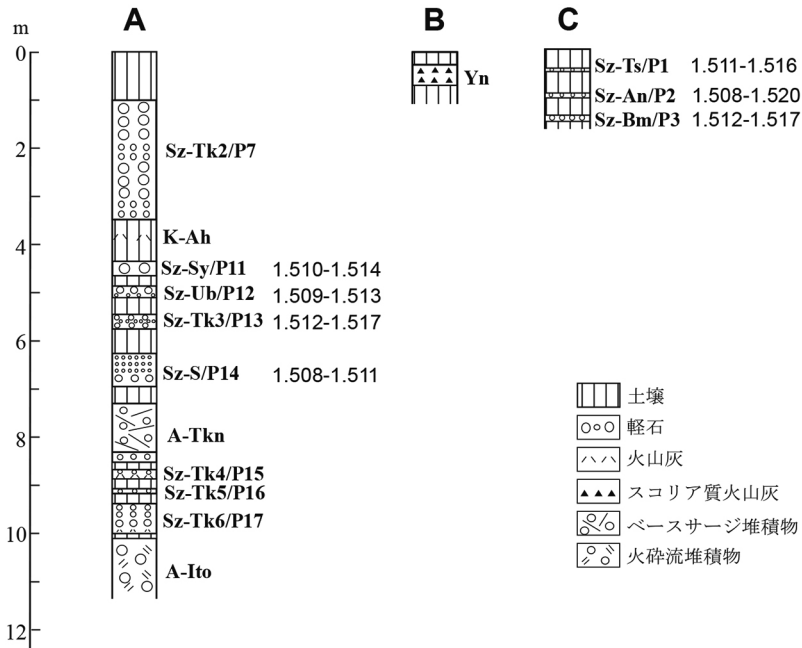 A
B
C
m
0
2
4
6
8
10
12
Sz-Tk2/P7
K-Ah
Sz-Sy/P11 1.510-1.514
Sz-Ub/P12 1.509-1.513
Sz-Tk3/P13 1.512-1.517
Sz-S/P14 1.508-1.511
A-Tkn
Sz-Tk4/P15
Sz-Tk5/P16
Sz-Tk6/P17
A-Ito
Yn
Sz-Ts/P1 1.511-1.516
Sz-An/P2 1.508-1.520
Sz-Bm/P3 1.512-1.517
土壌
軽石
火山灰
スコリア質火山灰
ベースサージ堆積物
火砕流堆積物